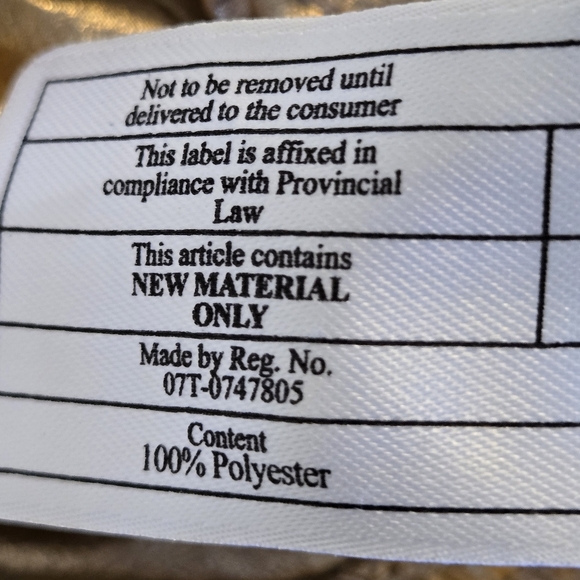 Not to be removed until
delivered to the consumer
This label is affixed in
compliance with Provincial
Law
This article contains
NEW MATERIAL
ONLY
Made by Reg. No.
07T-0747805
Content
100% Polyester